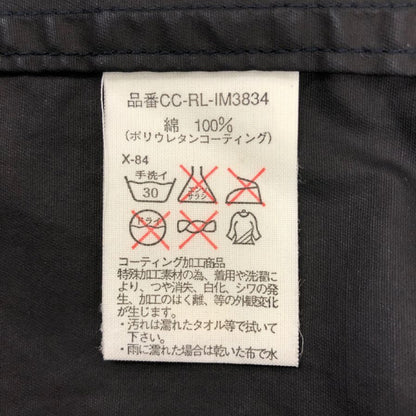 品番CC-RL-IM3834
綿 100%
(ポリウレタンコーティング)
X-84
手洗イ
30
エンソ
サラシ
ドライ
コーティング加工商品
特殊加工素材の為、着用や洗濯に
より、つや消失、白化、シワの発
生、加工のはく離、等の外観変化
が生じます。
・汚れは濡れたタオル等で拭いて
下さい。
・雨に濡れた場合は乾いた布で水